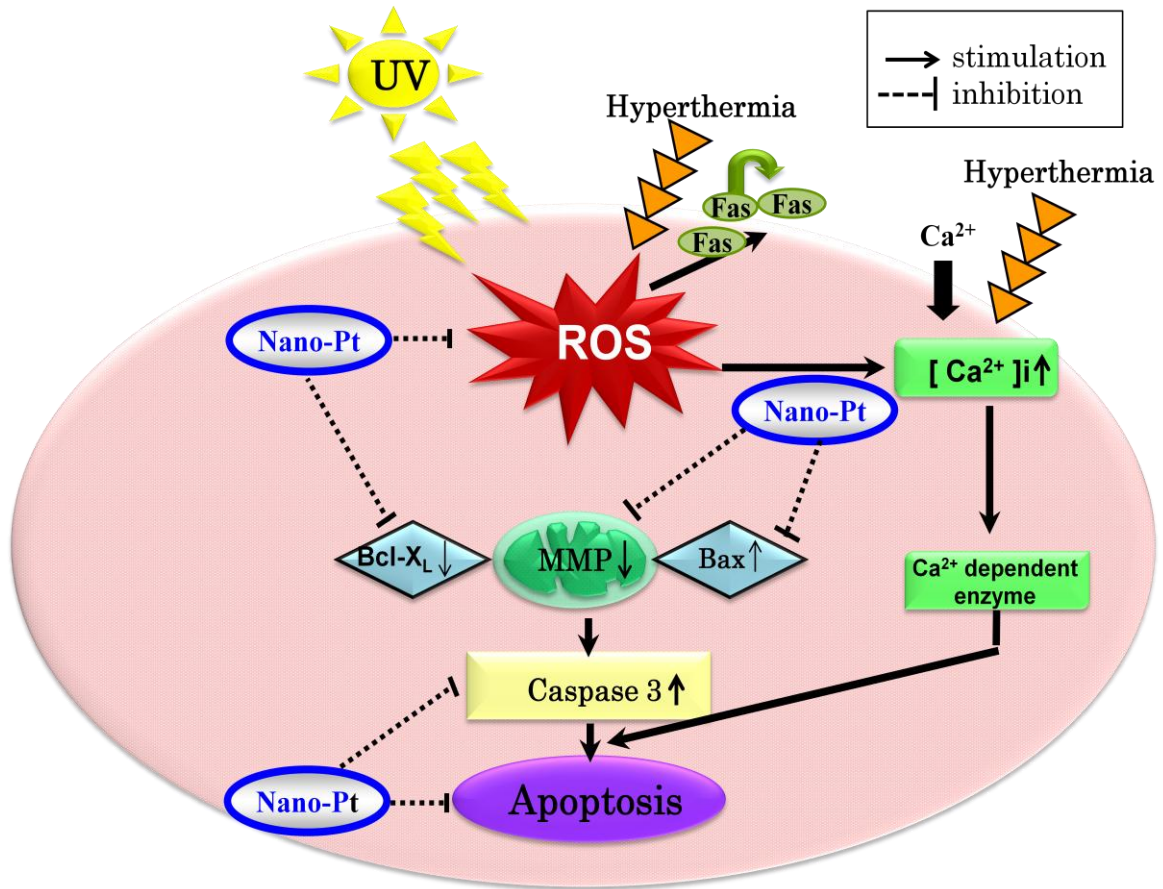 UV
stimulation
inhibition
Hyperthermia
Fas
Fas
Fas
Hyperthermia
Ca²⁺
Nano-Pt
ROS
[ Ca²⁺ ]i↑
Nano-Pt
Bcl-X_L↓
MMP↓
Bax↑
Ca²⁺ dependent
enzyme
Caspase 3↑
Nano-Pt
Apoptosis